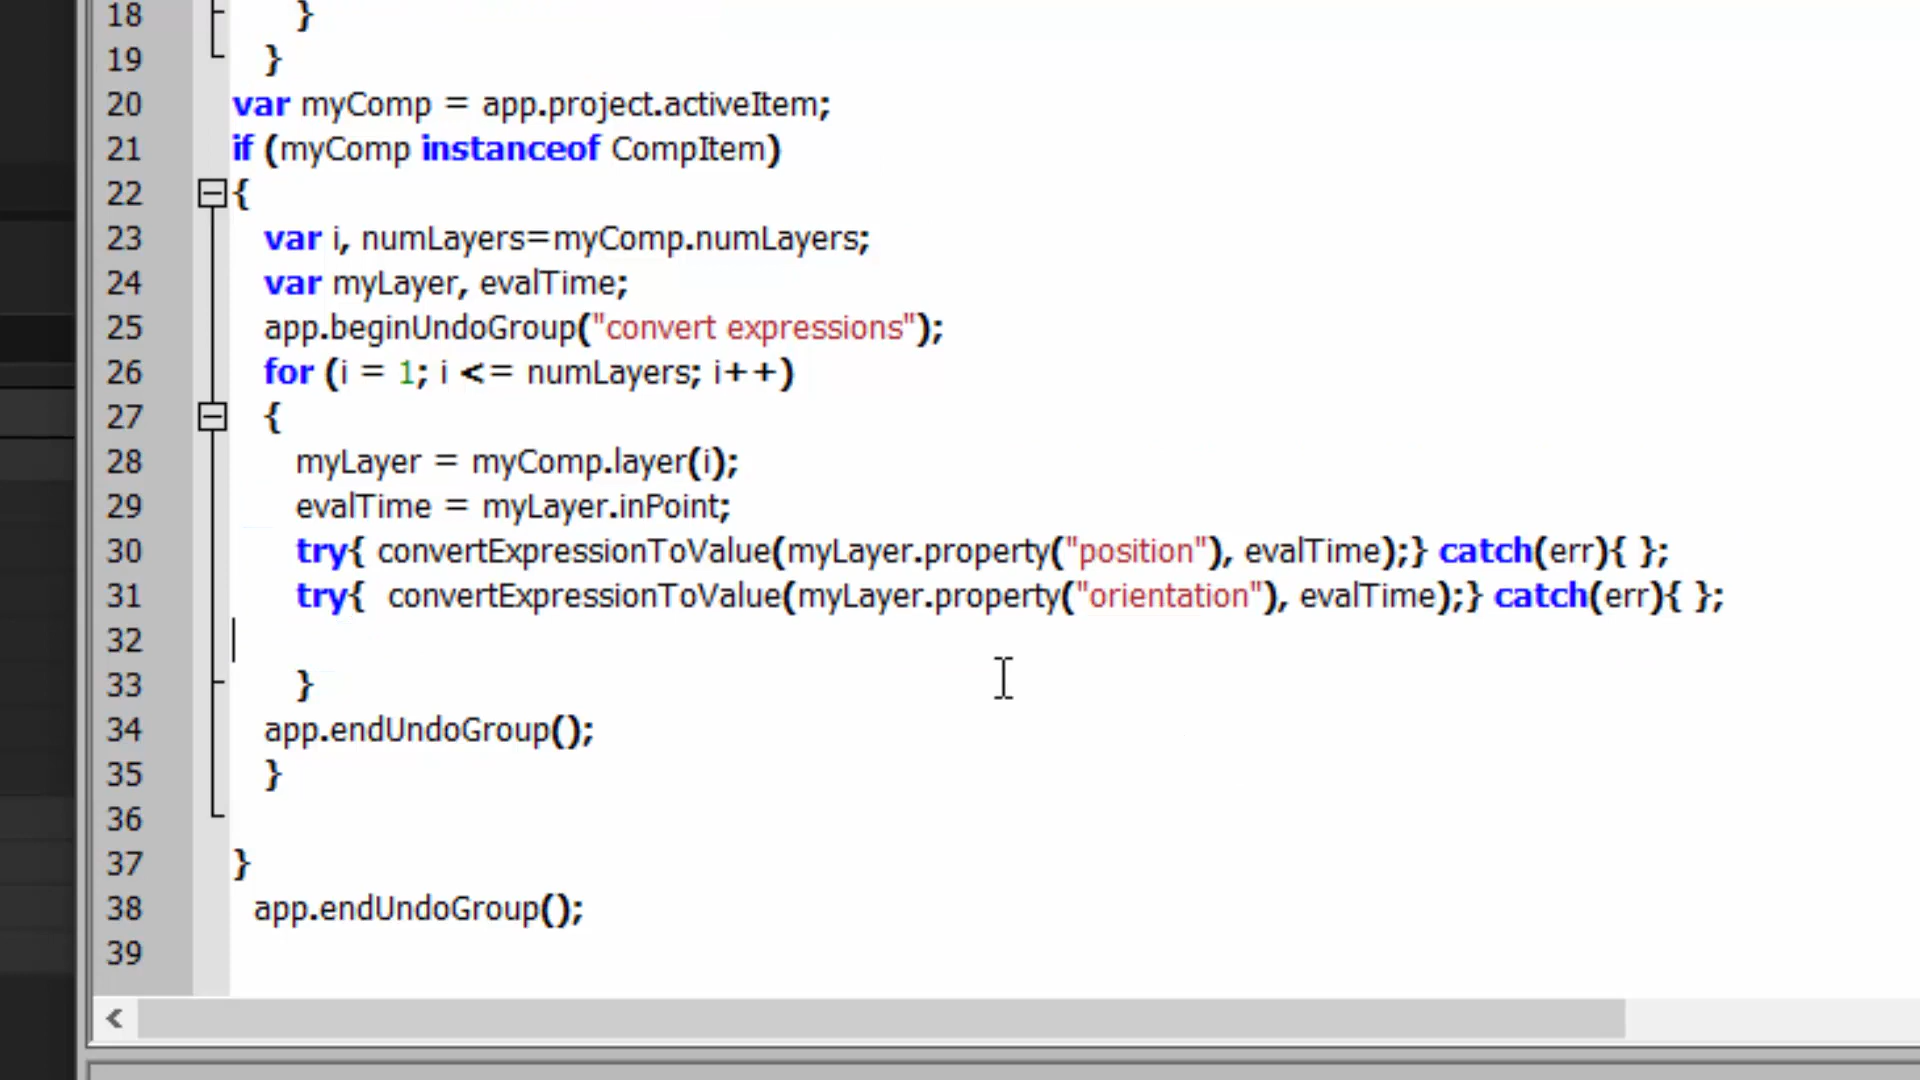 18 }
19 }
20 var myComp = app.project.activeItem;
21 if (myComp instanceof CompItem)
22 {
23 var i, numLayers=myComp.numLayers;
24 var myLayer, evalTime;
25 app.beginUndoGroup("convert expressions");
26 for (i = 1; i <= numLayers; i++)
27 {
28 myLayer = myComp.layer(i);
29 evalTime = myLayer.inPoint;
30 try{ convertExpressionToValue(myLayer.property("position"), evalTime);} catch(err){ };
31 try{  convertExpressionToValue(myLayer.property("orientation"), evalTime);} catch(err){ };
32
33 }
34 app.endUndoGroup();
35 }
36
37 }
38 app.endUndoGroup();
39